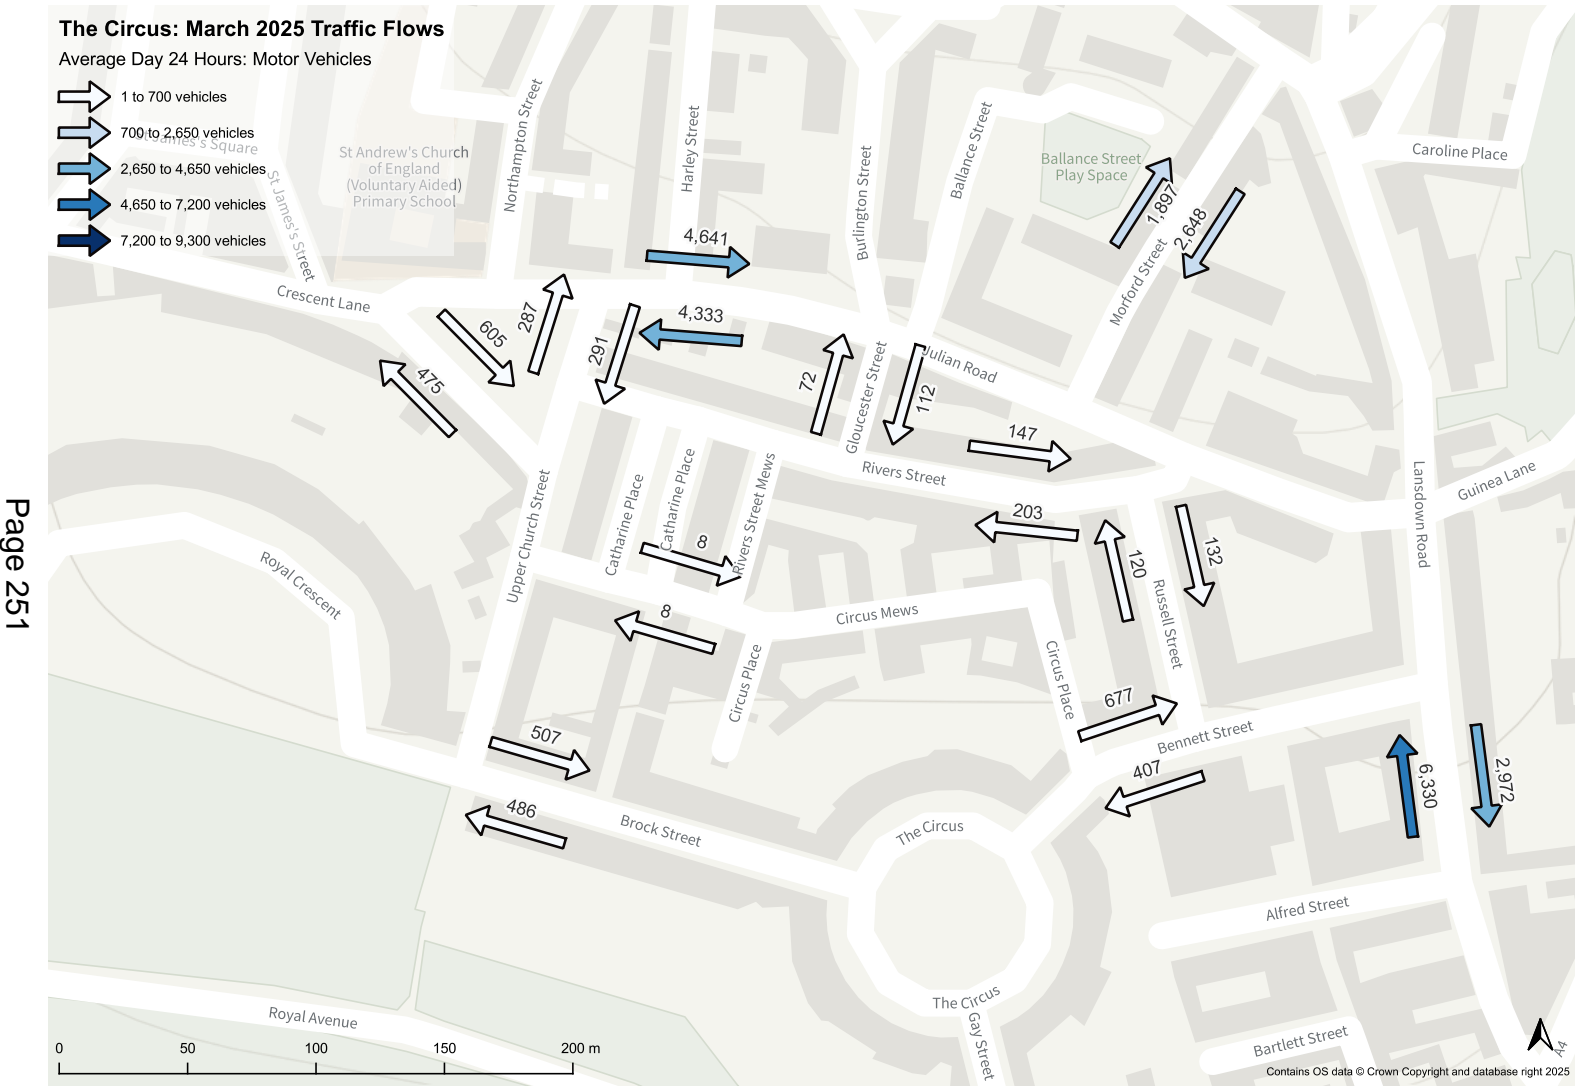 The Circus: March 2025 Traffic Flows
Average Day 24 Hours: Motor Vehicles
1 to 700 vehicles
700 to 2,650 vehicles
2,650 to 4,650 vehicles
4,650 to 7,200 vehicles
7,200 to 9,300 vehicles
St James's Square
St James's Street
St Andrew's Church
of England
(Voluntary Aided)
Primary School
Northampton Street
Harley Street
Burlington Street
Ballance Street
Ballance Street
Play Space
Caroline Place
1,897
2,648
Morford Street
4,641
4,333
Crescent Lane
605
287
291
475
72
112
Gloucester Street
Julian Road
147
Rivers Street
203
Lansdown Road
Guinea Lane
Page 251
Upper Church Street
Catharine Place
Catharine Place
Rivers Street Mews
8
8
120
132
Russell Street
Royal Crescent
Circus Mews
Circus Place
Circus Place
677
Bennett Street
407
507
486
Brock Street
6,330
2,972
The Circus
The Circus
Gay Street
Alfred Street
Bartlett Street
A4
Royal Avenue
0 50 100 150 200 m
Contains OS data © Crown Copyright and database right 2025